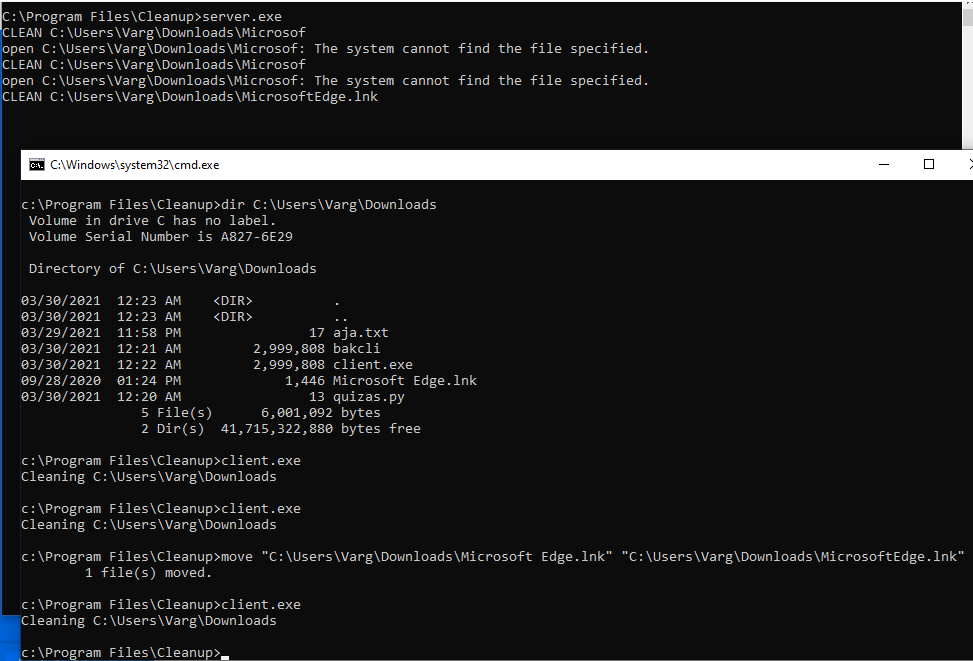 C:\Program Files\Cleanup>server.exe
CLEAN C:\Users\Varg\Downloads\Microsof
open C:\Users\Varg\Downloads\Microsof: The system cannot find the file specified.
CLEAN C:\Users\Varg\Downloads\Microsof
open C:\Users\Varg\Downloads\Microsof: The system cannot find the file specified.
CLEAN C:\Users\Varg\Downloads\MicrosoftEdge.lnk
C:\Windows\system32\cmd.exe
c:\Program Files\Cleanup>dir C:\Users\Varg\Downloads
 Volume in drive C has no label.
 Volume Serial Number is A827-6E29
 Directory of C:\Users\Varg\Downloads
03/30/2021  12:23 AM    <DIR>          .
03/30/2021  12:23 AM    <DIR>          ..
03/29/2021  11:58 PM                17 aja.txt
03/30/2021  12:21 AM         2,999,808 bakcli
03/30/2021  12:22 AM         2,999,808 client.exe
09/28/2020  01:24 PM             1,446 Microsoft Edge.lnk
03/30/2021  12:20 AM                13 quizas.py
               5 File(s)      6,001,092 bytes
               2 Dir(s)  41,715,322,880 bytes free
c:\Program Files\Cleanup>client.exe
Cleaning C:\Users\Varg\Downloads
c:\Program Files\Cleanup>client.exe
Cleaning C:\Users\Varg\Downloads
c:\Program Files\Cleanup>move "C:\Users\Varg\Downloads\Microsoft Edge.lnk" "C:\Users\Varg\Downloads\MicrosoftEdge.lnk"
        1 file(s) moved.
c:\Program Files\Cleanup>client.exe
Cleaning C:\Users\Varg\Downloads
c:\Program Files\Cleanup>